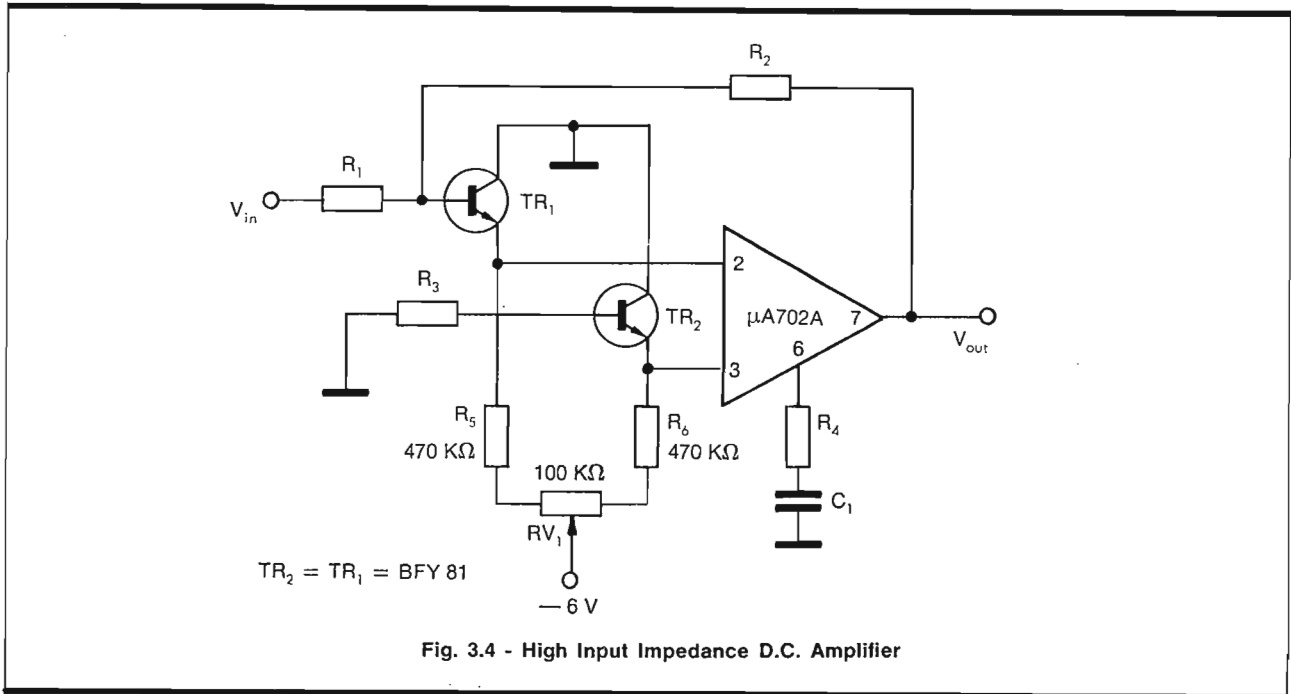 R2
R1
Vin
TR1
R3
TR2
2
3
μA702A
7
6
Vout
R5
470 KΩ
R6
470 KΩ
R4
100 KΩ
RV1
C1
TR2 = TR1 = BFY 81
— 6 V
Fig. 3.4 - High Input Impedance D.C. Amplifier